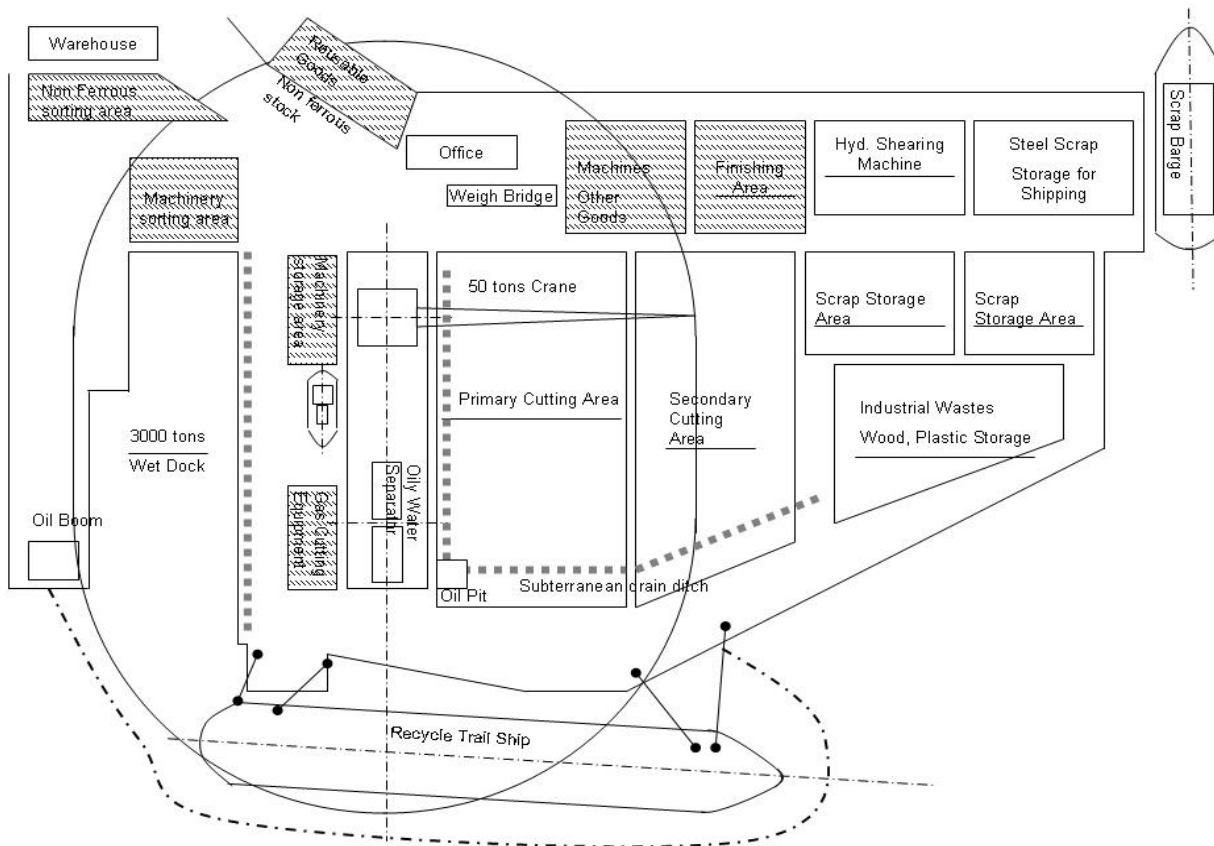 Warehouse
Non Ferrous
sorting area
Reusable
Goods
Non ferrous
stock
Office
Weigh Bridge
Machines
Other
Goods
Finishing
Area
Hyd. Shearing
Machine
Steel Scrap
Storage for
Shipping
Scrap Barge
Machinery
sorting area
Machinery
storage area
50 tons Crane
Scrap Storage
Area
Scrap
Storage Area
Primary Cutting Area
Secondary
Cutting
Area
Industrial Wastes
Wood, Plastic Storage
3000 tons
Wet Dock
Oily Water
Separator
Gas Cutting
Equipment
Oil Boom
Oil Pit
Subterranean drain ditch
Recycle Trail Ship